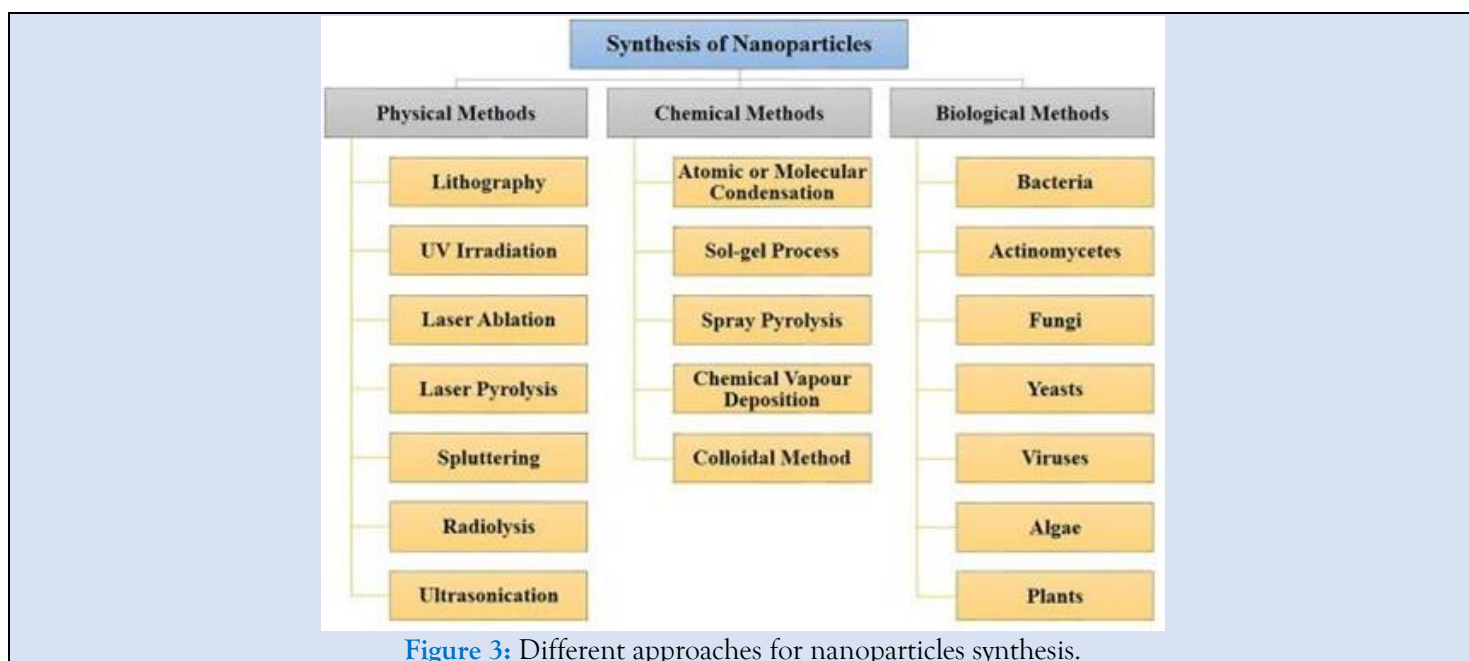 Synthesis of Nanoparticles
Physical Methods
Lithography
UV Irradiation
Laser Ablation
Laser Pyrolysis
Spluttering
Radiolysis
Ultrasonication
Chemical Methods
Atomic or Molecular
Condensation
Sol-gel Process
Spray Pyrolysis
Chemical Vapour
Deposition
Colloidal Method
Biological Methods
Bacteria
Actinomycetes
Fungi
Yeasts
Viruses
Algae
Plants
Figure 3: Different approaches for nanoparticles synthesis.